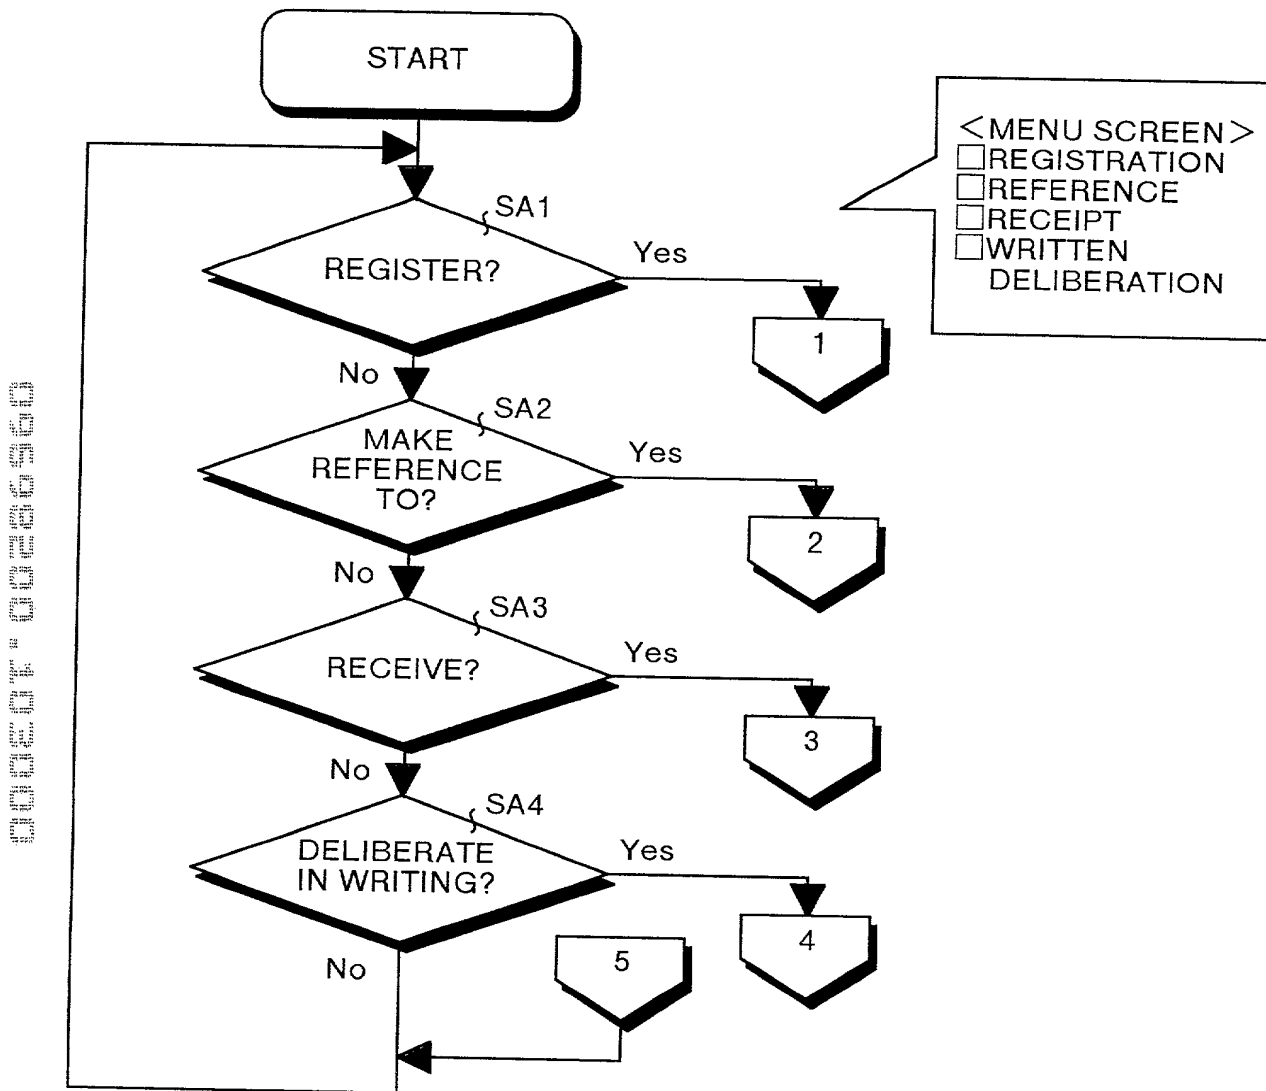 START
<MENU SCREEN>
□REGISTRATION
□REFERENCE
□RECEIPT
□WRITTEN
DELIBERATION
SA1
REGISTER?
Yes
1
No
SA2
MAKE
REFERENCE
TO?
Yes
2
No
SA3
RECEIVE?
Yes
3
No
SA4
DELIBERATE
IN WRITING?
Yes
4
No
5